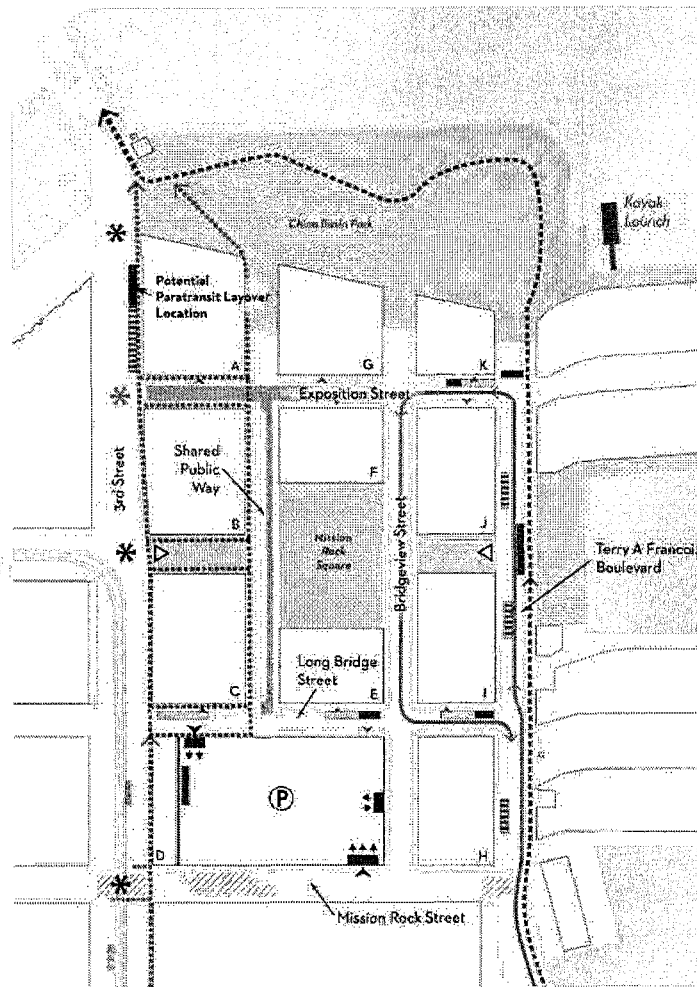 Kayak
Launch
China Basin Park
Potential
Paratransit Layover
Location
A
G
K
Exposition Street
3rd Street
Shared
Public
Way
F
B
J
Mission
Rock
Square
Bridgeview Street
Terry A Francoi
Boulevard
Long Bridge
Street
C
E
I
P
D
H
Mission Rock Street